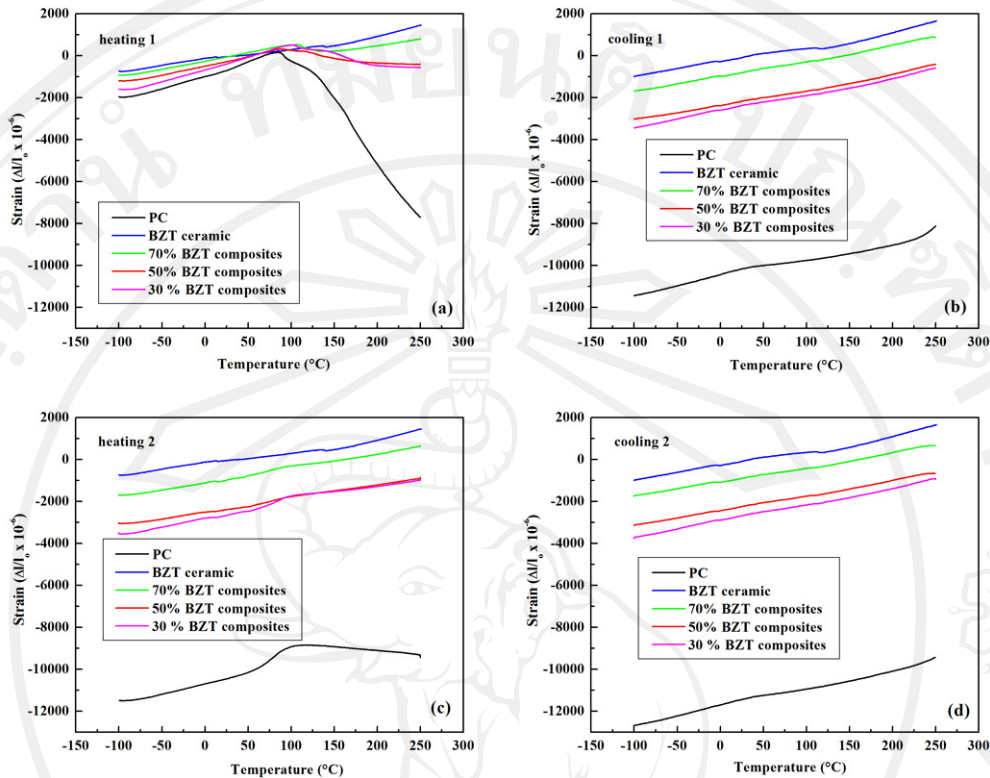 heating 1
2000
0
-2000
-4000
-6000
-8000
-10000
-12000
Strain (Δl/lo x 10-6)
PC
BZT ceramic
70% BZT composites
50% BZT composites
30 % BZT composites
(a)
-150 -100 -50 0 50 100 150 200 250 300
Temperature (°C)
cooling 1
2000
0
-2000
-4000
-6000
-8000
-10000
-12000
Strain (Δl/lo x 10-6)
PC
BZT ceramic
70% BZT composites
50% BZT composites
30 % BZT composites
(b)
-150 -100 -50 0 50 100 150 200 250 300
Temperature (°C)
heating 2
2000
0
-2000
-4000
-6000
-8000
-10000
-12000
Strain (Δl/lo x 10-6)
PC
BZT ceramic
70% BZT composites
50% BZT composites
30 % BZT composites
(c)
-150 -100 -50 0 50 100 150 200 250 300
Temperature (°C)
cooling 2
2000
0
-2000
-4000
-6000
-8000
-10000
-12000
Strain (Δl/lo x 10-6)
PC
BZT ceramic
70% BZT composites
50% BZT composites
30 % BZT composites
(d)
-150 -100 -50 0 50 100 150 200 250 300
Temperature (°C)